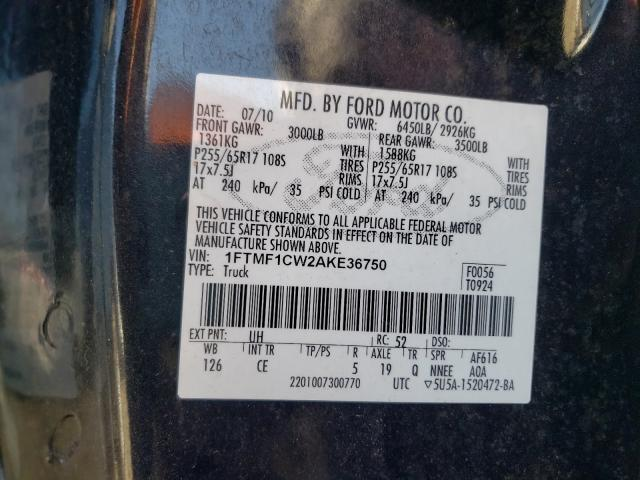 MFD. BY FORD MOTOR CO.
DATE: 07/10 GVWR: 6450LB/ 2926KG
FRONT GAWR: 3000LB REAR GAWR: 3500LB
1361KG WITH 1588KG WITH
P255/65R17 108S TIRES P255/65R17 108S TIRES
17x7.5J RIMS 17x7.5J RIMS
AT 240 kPa/ 35 PSI COLD AT 240 kPa/ 35 PSI COLD
THIS VEHICLE CONFORMS TO ALL APPLICABLE FEDERAL MOTOR
VEHICLE SAFETY STANDARDS IN EFFECT ON THE DATE OF
MANUFACTURE SHOWN ABOVE.
VIN: 1FTMF1CW2AKE36750 F0056
TYPE: Truck T0924
EXT PNT: UH RC: 52 DSO:
WB INT TR TP/PS R AXLE TR SPR AF616
126 CE 5 19 Q NNEE AOA
2201007300770 UTC 5U5A-1520472-BA